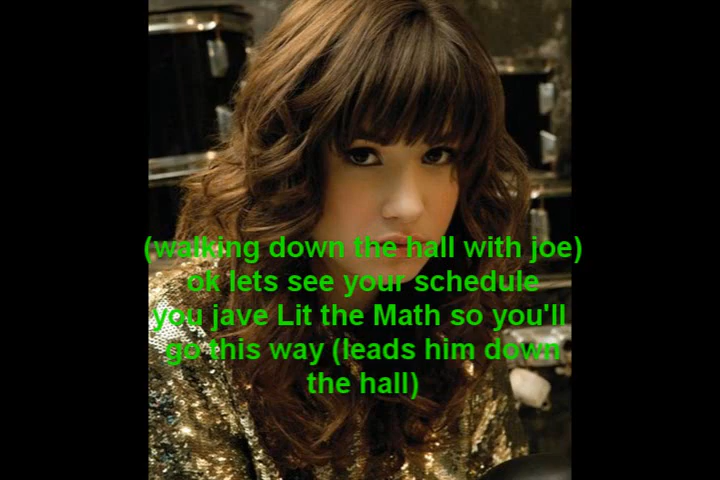 (walking down the hall with joe)
ok lets see your schedule
you jave Lit the Math so you'll
go this way (leads him down
the hall)